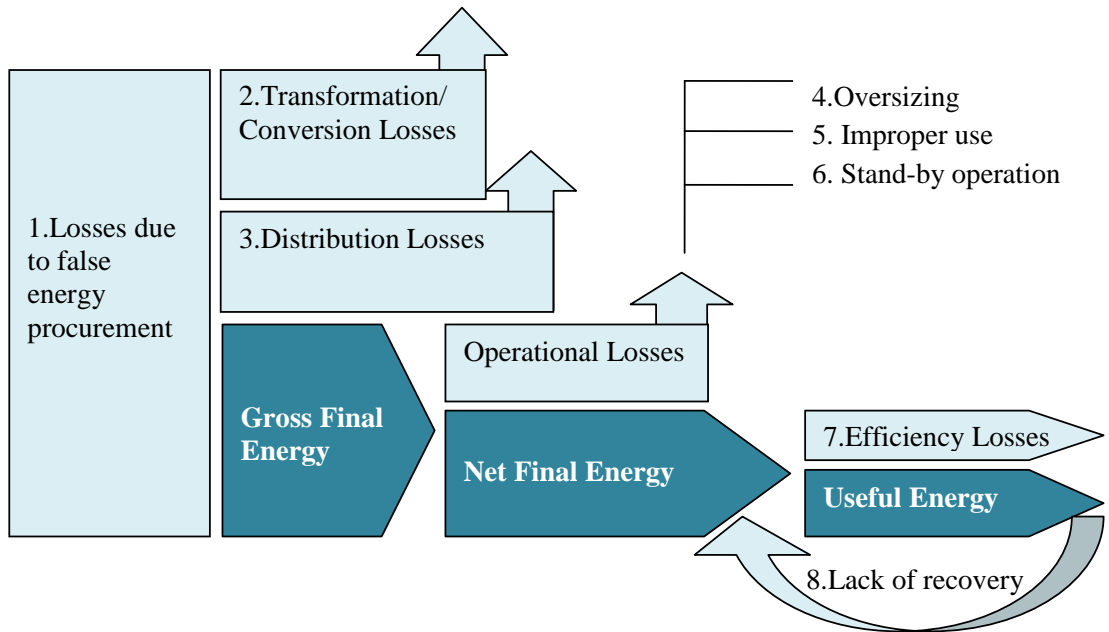 1.Losses due
to false
energy
procurement
2.Transformation/
Conversion Losses
3.Distribution Losses
Gross Final
Energy
Operational Losses
Net Final Energy
4.Oversizing
5. Improper use
6. Stand-by operation
7.Efficiency Losses
Useful Energy
8.Lack of recovery